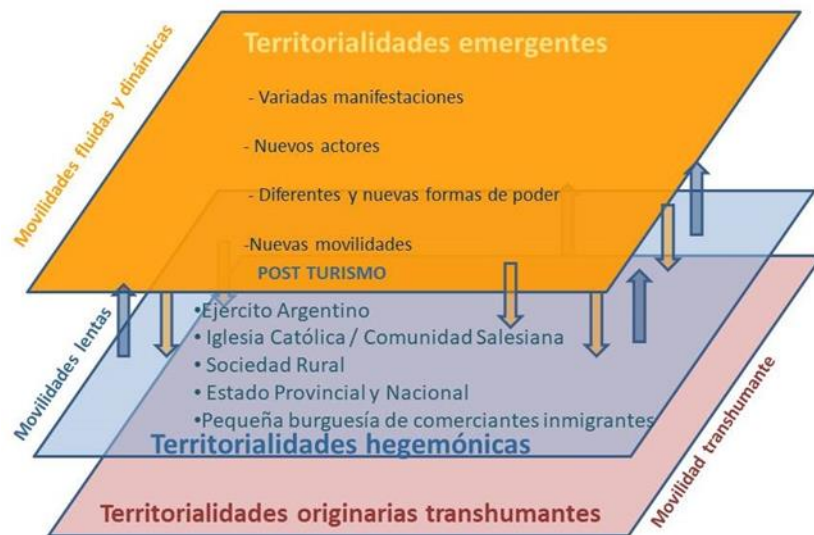 Territorialidades emergentes
- Variadas manifestaciones
- Nuevos actores
- Diferentes y nuevas formas de poder
-Nuevas movilidades
POST TURISMO
•Ejército Argentino
• Iglesia Católica / Comunidad Salesiana
• Sociedad Rural
• Estado Provincial y Nacional
•Pequeña burguesía de comerciantes inmigrantes
Territorialidades hegemónicas
Territorialidades originarias transhumantes
Movilidades fluidas y dinámicas
Movilidades lentas
Movilidad transhumante